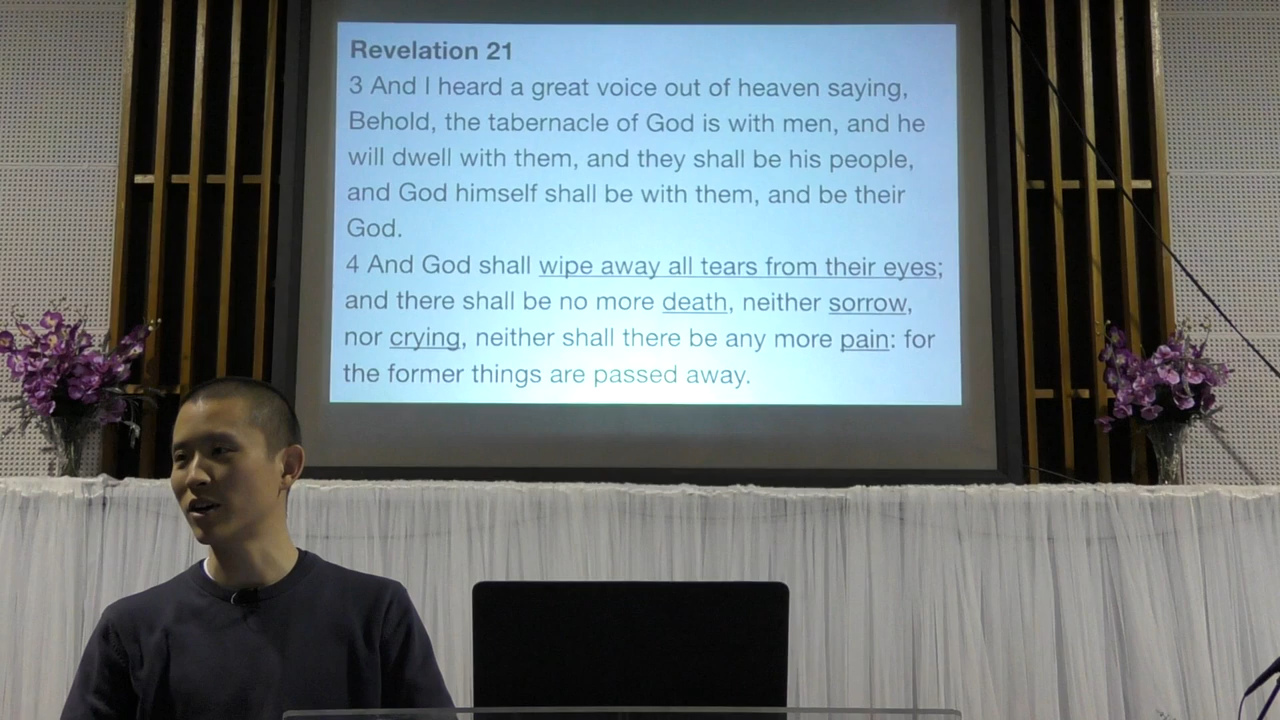 Revelation 21
3 And I heard a great voice out of heaven saying,
Behold, the tabernacle of God is with men, and he
will dwell with them, and they shall be his people,
and God himself shall be with them, and be their
God.
4 And God shall wipe away all tears from their eyes;
and there shall be no more death, neither sorrow,
nor crying, neither shall there be any more pain: for
the former things are passed away.